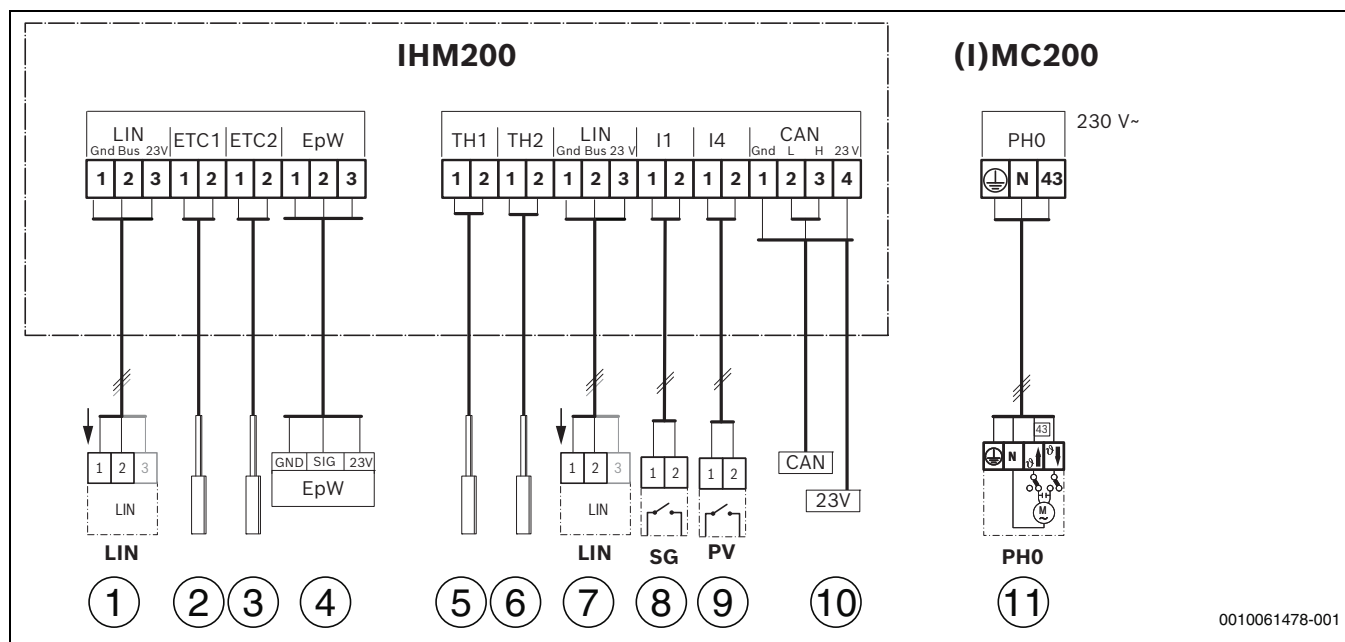 IHM200
(I)MC200
LIN ETC1 ETC2 EpW
Gnd Bus 23V
1 2 3 1 2 1 2 1 2 3
TH1 TH2 LIN I1 I4 CAN
Gnd Bus 23 V Gnd L H 23 V
1 2 1 2 1 2 3 1 2 1 2 1 2 3 4
230 V~
PH0
N 43
1 2 3
LIN
LIN
GND SIG 23V
EpW
1 2 3
LIN
LIN
1 2
SG
1 2
PV
CAN
23V
43
N ϑ ϑ
M
~
PH0
1 2 3 4 5 6 7 8 9 10 11
0010061478-001